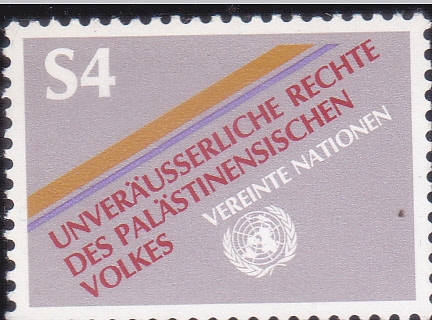 S4
UNVERÄUSSERLICHE RECHTE
DES PALÄSTINENSISCHEN
VOLKES
VEREINTE NATIONEN